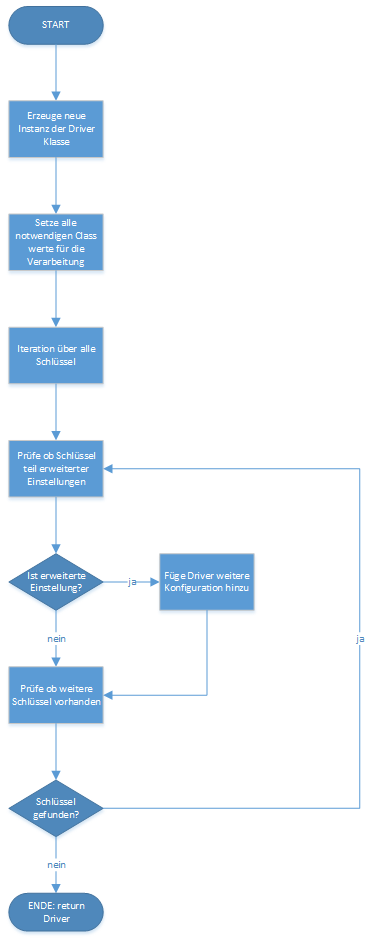 START
Erzeuge neue
Instanz der Driver
Klasse
Setze alle
notwendigen Class
werte für die
Verarbeitung
Iteration über alle
Schlüssel
Prüfe ob Schlüssel
teil erweiterter
Einstellungen
Ist erweiterte
Einstellung?
ja
Füge Driver weitere
Konfiguration hinzu
nein
ja
Prüfe ob weitere
Schlüssel vorhanden
Schlüssel
gefunden?
nein
ENDE: return
Driver